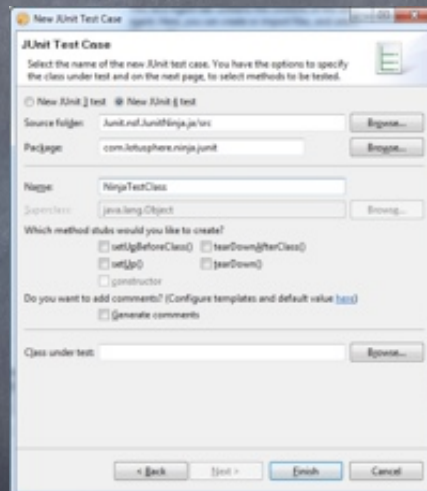 New JUnit Test Case
JUnit Test Case
Select the name of the new JUnit test case. You have the options to specify
the class under test and on the next page, to select methods to be tested.
New JUnit 3 test New JUnit 4 test
Source folder: Junit.nsf.JunitNinja.ja/src Browse...
Package: com.lotusphere.ninja.junit Browse...
Name: NinjaTestClass
Superclass: java.lang.Object Browse...
Which method stubs would you like to create?
setUpBeforeClass() tearDownAfterClass()
setUp() tearDown()
constructor
Do you want to add comments? (Configure templates and default value here)
Generate comments
Class under test: Browse...
< Back Next > Finish Cancel